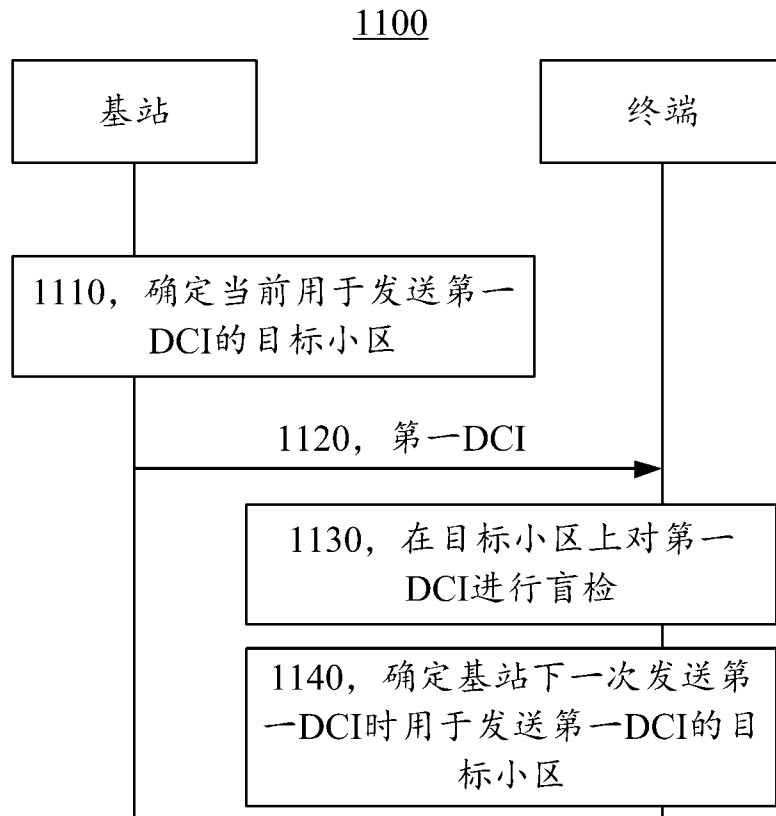 1100
基站
终端
1110，确定当前用于发送第一
DCI的目标小区
1120，第一DCI
1130，在目标小区上对第一
DCI进行盲检
1140，确定基站下一次发送第
一DCI时用于发送第一DCI的目
标小区